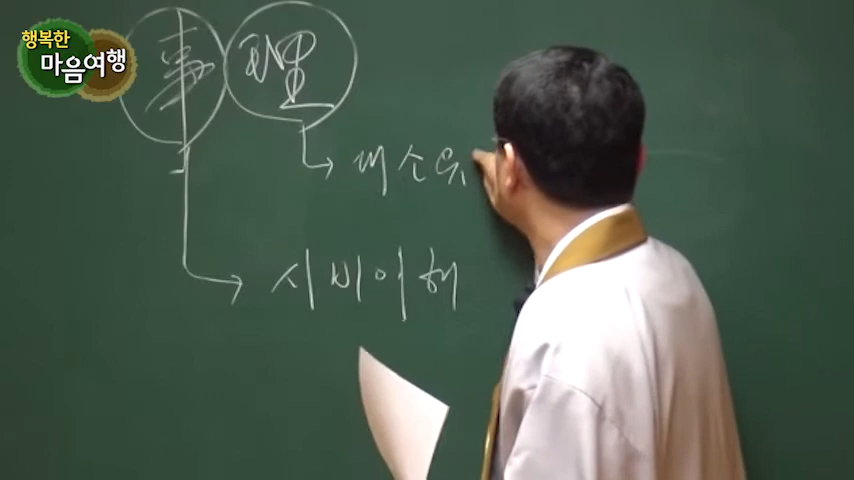 행복한
마음여행
事 理
대소유
시비이해